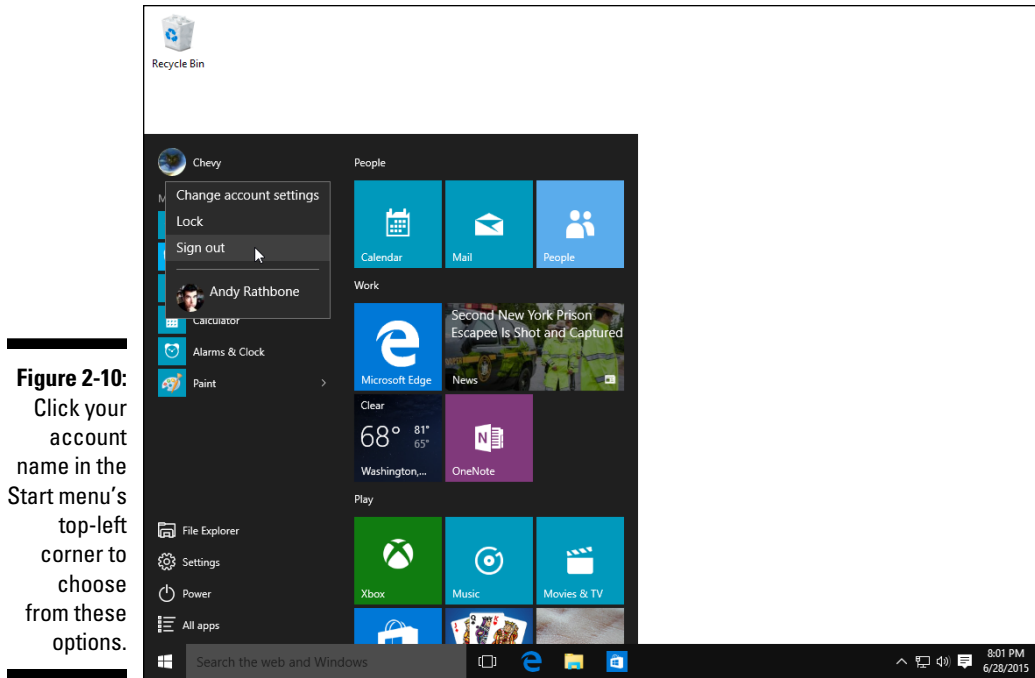 Recycle Bin
Chevy
M
Change account settings
Lock
Sign out
Andy Rathbone
Calculator
Alarms & Clock
Paint
File Explorer
Settings
Power
All apps
People
Calendar
Mail
People
Work
Microsoft Edge
Second New York Prison
Escapee Is Shot and Captured
News
Clear
68° 81°
65°
Washington,...
OneNote
Play
Xbox
Music
Movies & TV
Search the web and Windows
8:01 PM
6/28/2015
Figure 2-10:
Click your
account
name in the
Start menu's
top-left
corner to
choose
from these
options.